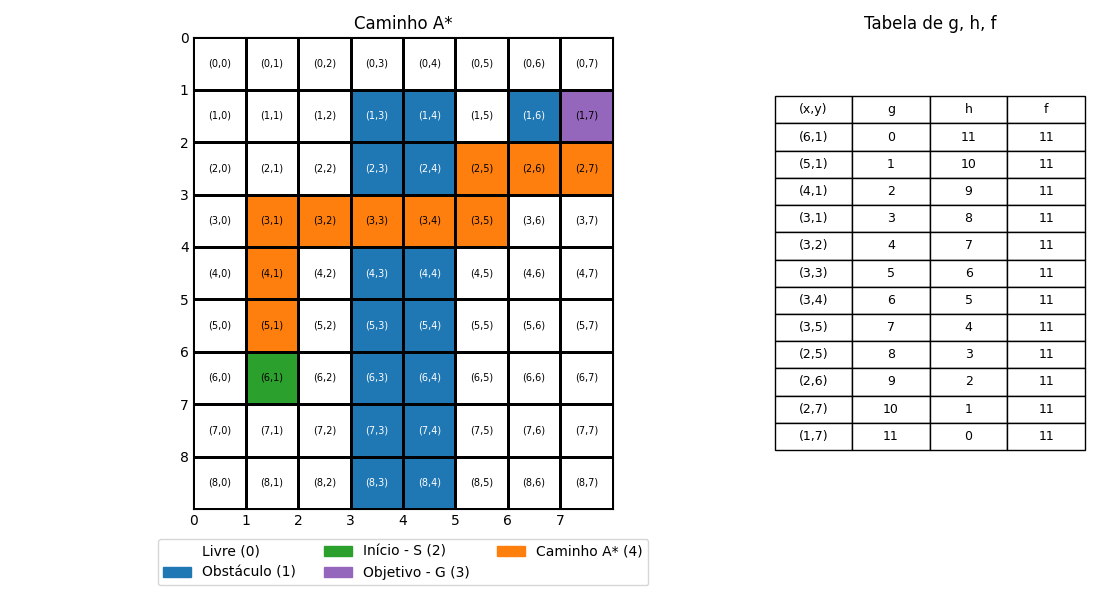 Caminho A*
Tabela de g, h, f
0
(0,0) (0,1) (0,2) (0,3) (0,4) (0,5) (0,6) (0,7)
1
(1,0) (1,1) (1,2) (1,3) (1,4) (1,5) (1,6) (1,7)
2
(2,0) (2,1) (2,2) (2,3) (2,4) (2,5) (2,6) (2,7)
3
(3,0) (3,1) (3,2) (3,3) (3,4) (3,5) (3,6) (3,7)
4
(4,0) (4,1) (4,2) (4,3) (4,4) (4,5) (4,6) (4,7)
5
(5,0) (5,1) (5,2) (5,3) (5,4) (5,5) (5,6) (5,7)
6
(6,0) (6,1) (6,2) (6,3) (6,4) (6,5) (6,6) (6,7)
7
(7,0) (7,1) (7,2) (7,3) (7,4) (7,5) (7,6) (7,7)
8
(8,0) (8,1) (8,2) (8,3) (8,4) (8,5) (8,6) (8,7)
0 1 2 3 4 5 6 7
Livre (0) Início - S (2) Caminho A* (4)
Obstáculo (1) Objetivo - G (3)
(x,y) g h f
(6,1) 0 11 11
(5,1) 1 10 11
(4,1) 2 9 11
(3,1) 3 8 11
(3,2) 4 7 11
(3,3) 5 6 11
(3,4) 6 5 11
(3,5) 7 4 11
(2,5) 8 3 11
(2,6) 9 2 11
(2,7) 10 1 11
(1,7) 11 0 11